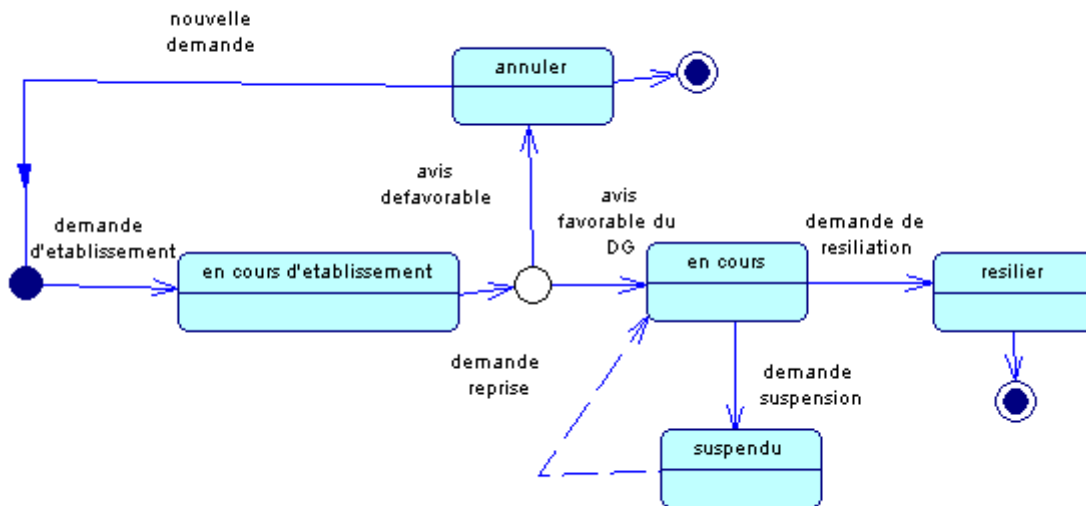 nouvelle
demande
annuler
avis
defavorable
avis
favorable du
DG
demande
d'etablissement
demande de
resiliation
en cours d'etablissement
en cours
resilier
demande
reprise
demande
suspension
suspendu